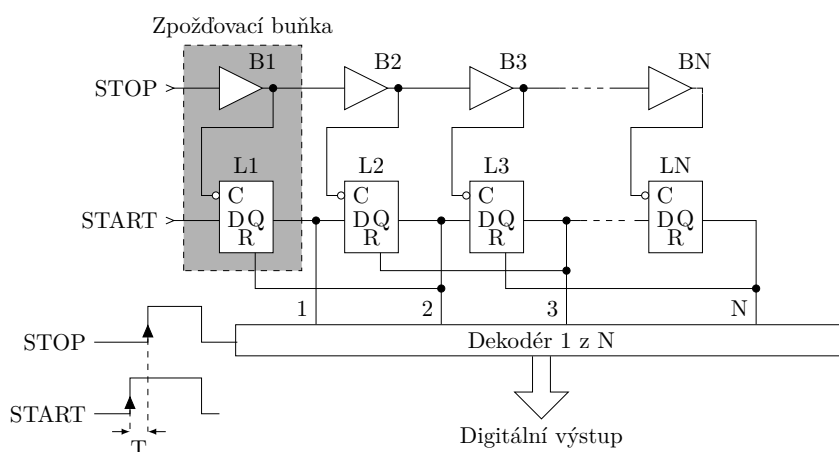 Zpožďovací buňka
B1 B2 B3 BN
STOP
L1 L2 L3 LN
C C C C
START D Q D Q D Q D Q
R R R R
1 2 3 N
STOP Dekodér 1 z N
START
T Digitální výstup